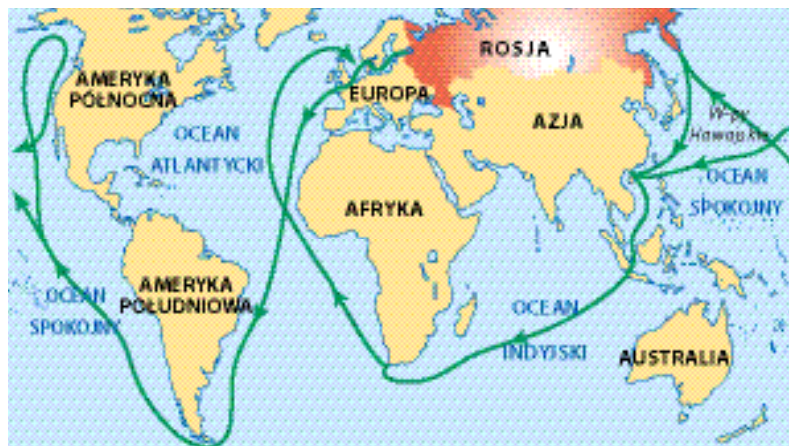 AMERYKA
PÓŁNOCNA
OCEAN
ATLANTYCKI
EUROPA
ROSJA
AZJA
W-py
Hawajskie
OCEAN
SPOKOJNY
AFRYKA
AMERYKA
POŁUDNIOWA
OCEAN
SPOKOJNY
OCEAN
INDYJSKI
AUSTRALIA